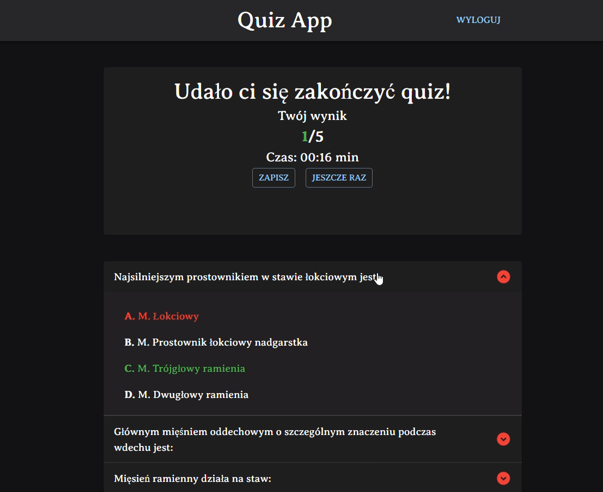 Quiz App
WYLOGUJ
Udało ci się zakończyć quiz!
Twój wynik
1/5
Czas: 00:16 min
ZAPISZ
JESZCZE RAZ
Najsilniejszym prostownikiem w stawie łokciowym jest:
A. M. Łokciowy
B. M. Prostownik łokciowy nadgarstka
C. M. Trójgłowy ramienia
D. M. Dwugłowy ramienia
Głównym mięśniem oddechowym o szczególnym znaczeniu podczas
wdechu jest:
Mięsień ramienny działa na staw: